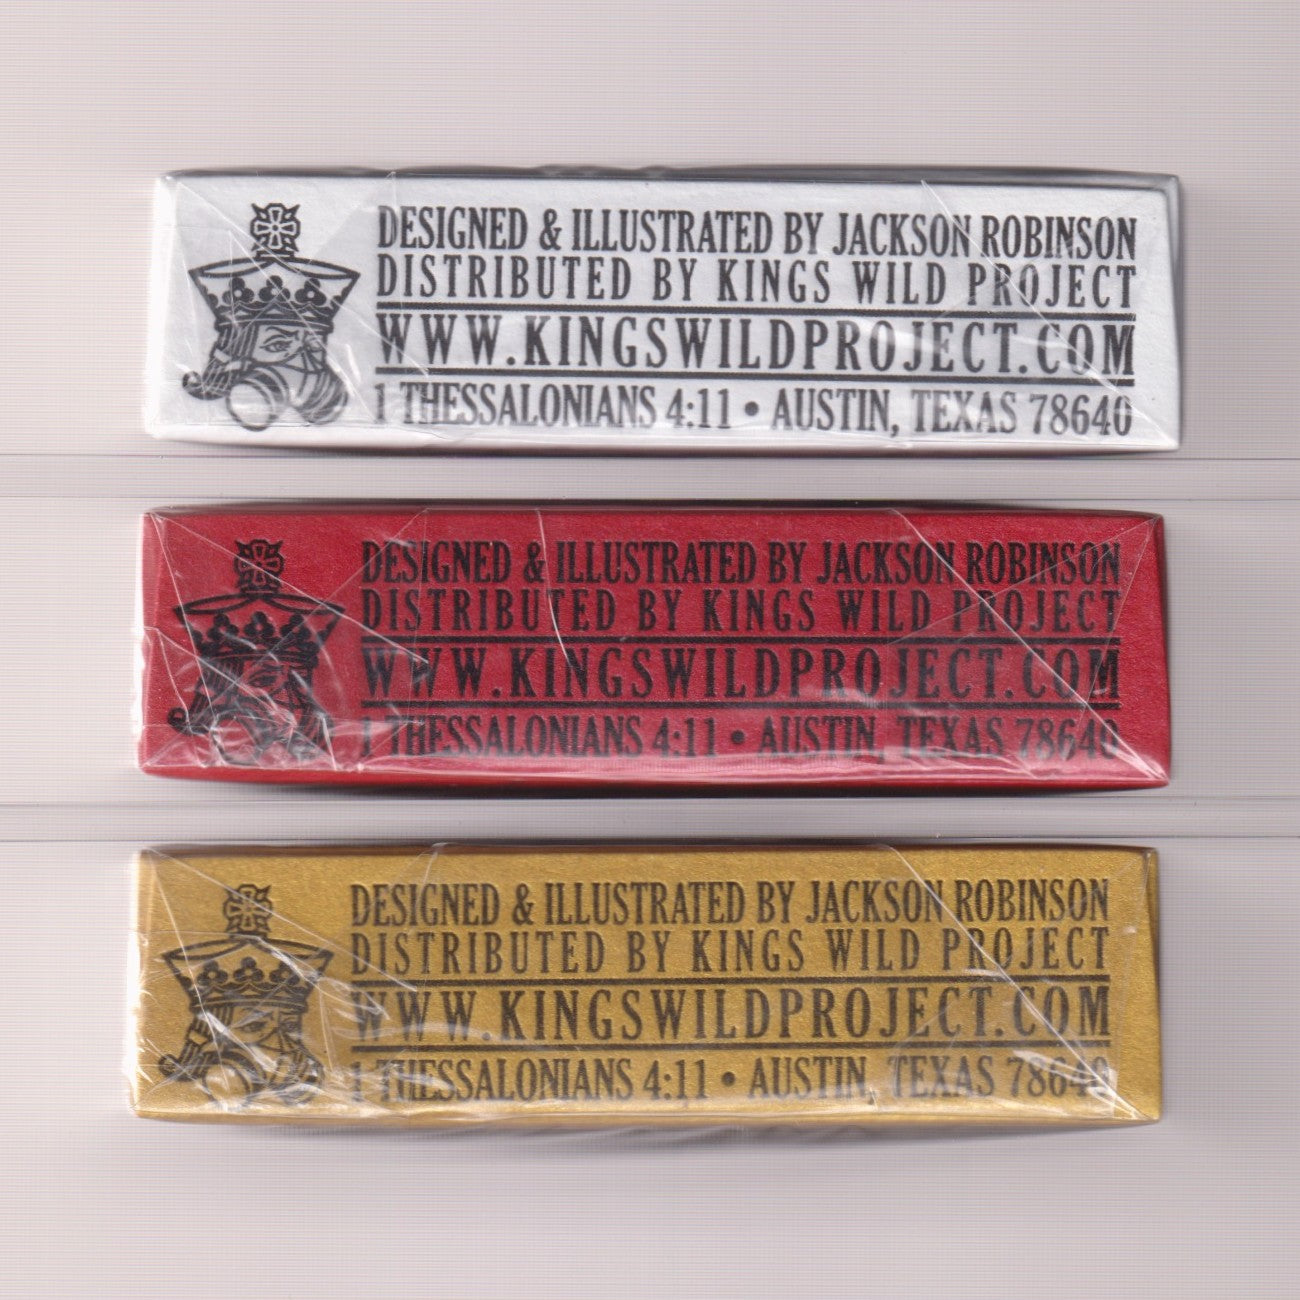 DESIGNED & ILLUSTRATED BY JACKSON ROBINSON
DISTRIBUTED BY KINGS WILD PROJECT
WWW.KINGSWILDPROJECT.COM
1 THESSALONIANS 4:11 • AUSTIN, TEXAS 78640
DESIGNED & ILLUSTRATED BY JACKSON ROBINSON
DISTRIBUTED BY KINGS WILD PROJECT
WWW.KINGSWILDPROJECT.COM
1 THESSALONIANS 4:11 • AUSTIN, TEXAS 78640
DESIGNED & ILLUSTRATED BY JACKSON ROBINSON
DISTRIBUTED BY KINGS WILD PROJECT
WWW.KINGSWILDPROJECT.COM
1 THESSALONIANS 4:11 • AUSTIN, TEXAS 78640